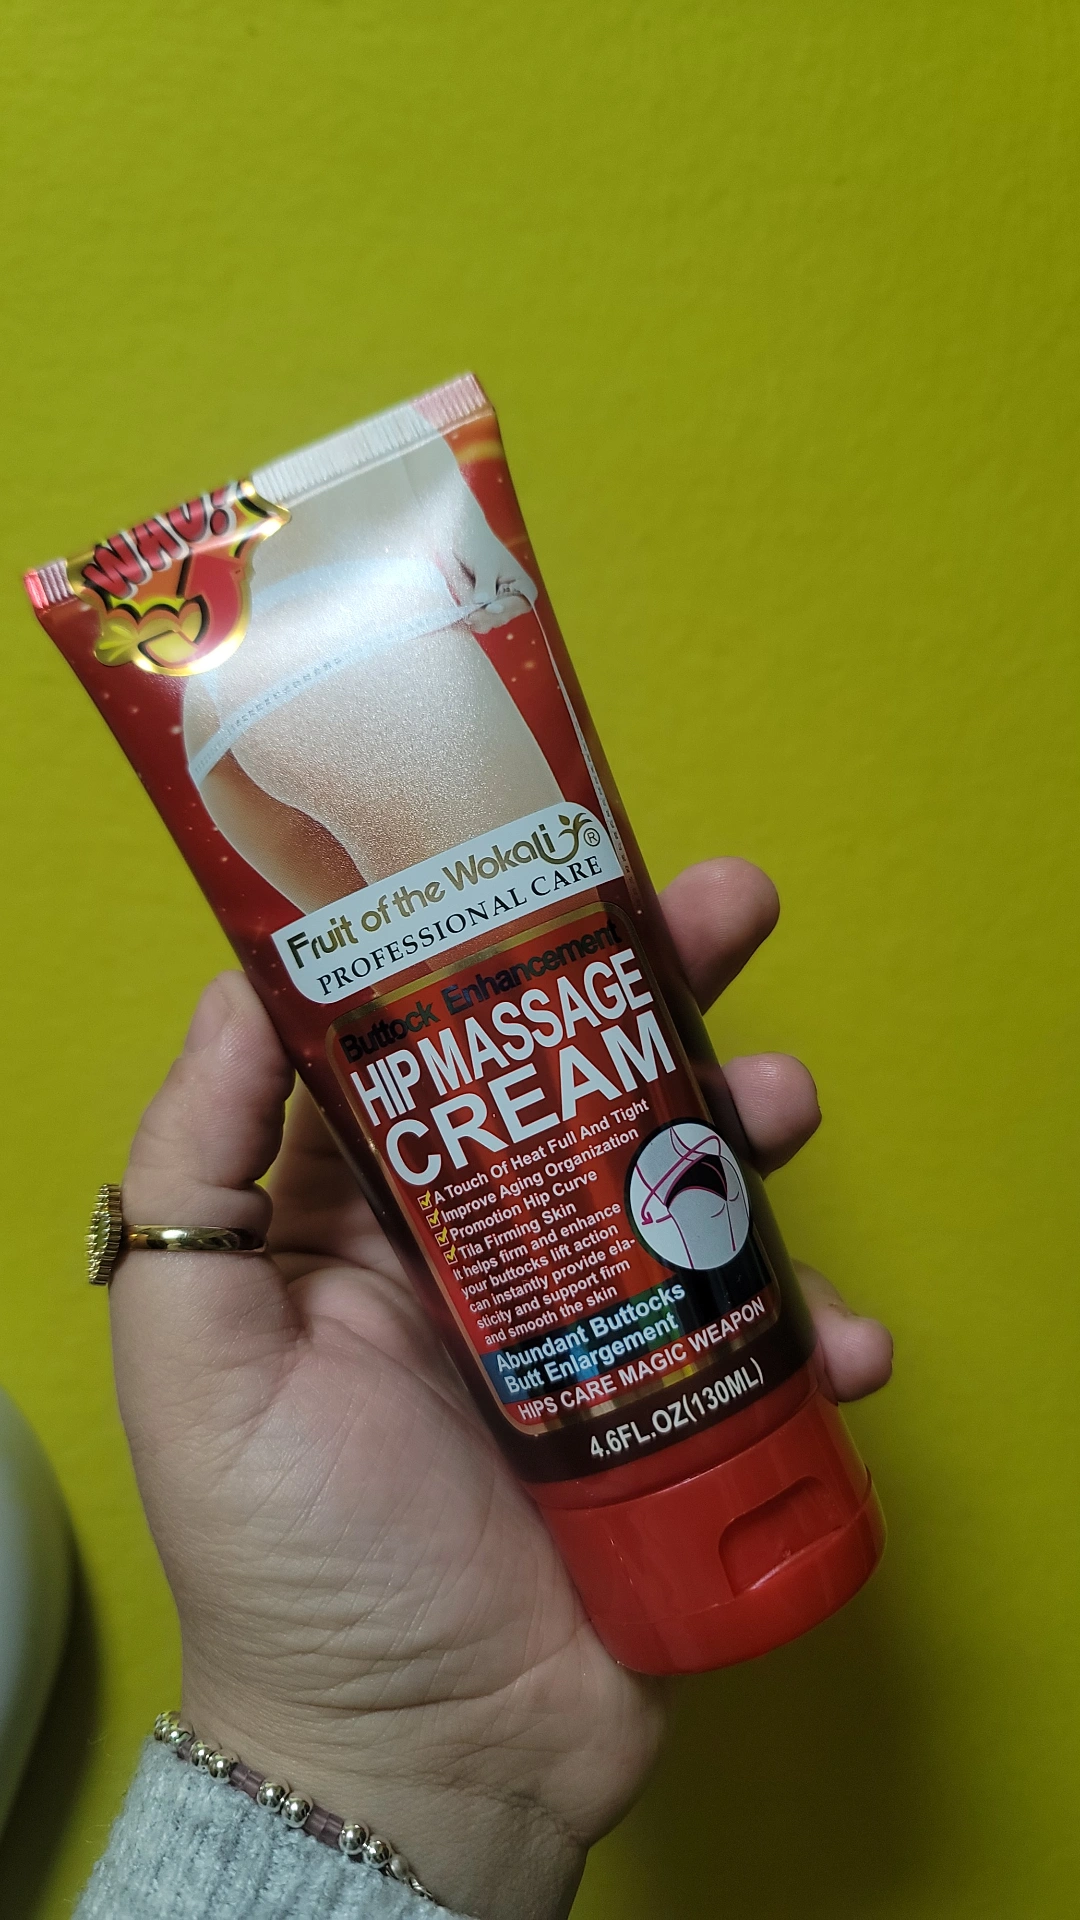 WAO!
Fruit of the Wokali ®
PROFESSIONAL CARE
Buttock Enhancement
HIP MASSAGE
CREAM
A Touch Of Heat Full And Tight
Improve Aging Organization
Promotion Hip Curve
Tila Firming Skin
It helps firm and enhance
your buttocks lift action
can instantly provide ela-
sticity and support firm
and smooth the skin
Abundant Buttocks
Butt Enlargement
HIPS CARE MAGIC WEAPON
4.6FL.OZ(130ML)